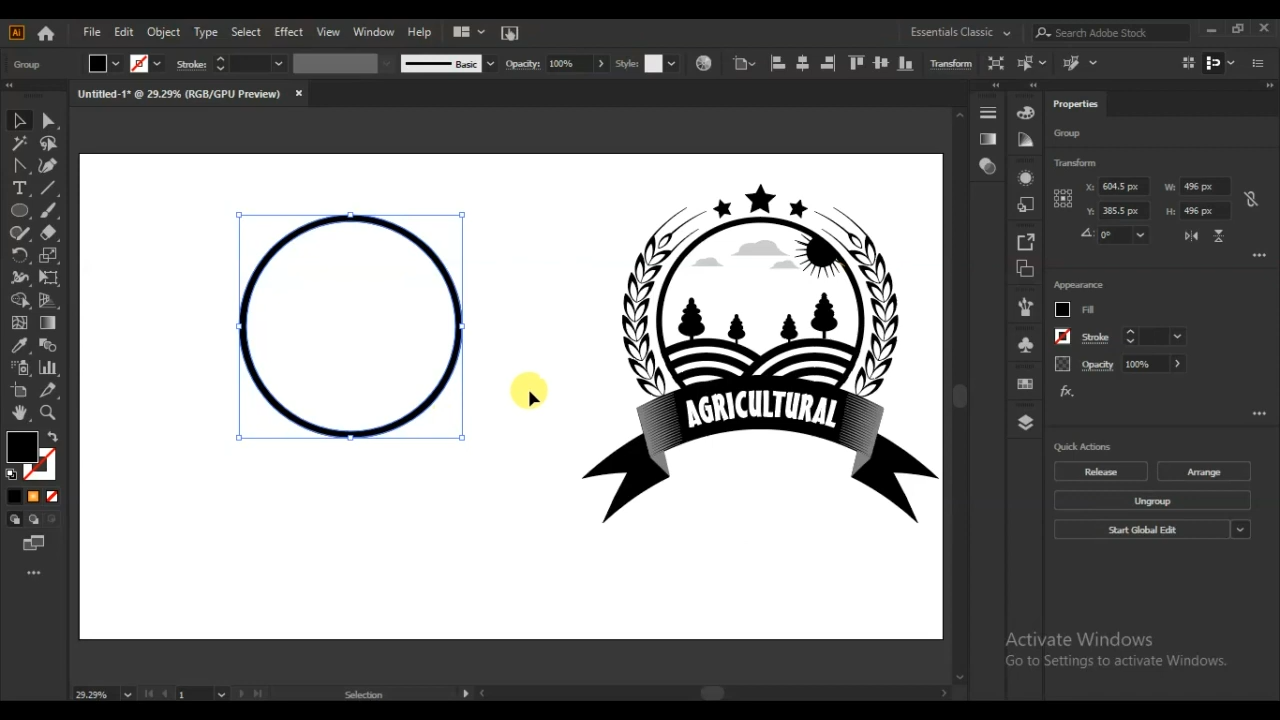 Ai File Edit Object Type Select Effect View Window Help Essentials Classic Search Adobe Stock
Group Stroke: Basic Opacity: 100% Style: Transform
Untitled-1* @ 29.29% (RGB/GPU Preview) ×
Properties
Group
Transform
X: 604.5 px W: 496 px
Y: 385.5 px H: 496 px
0°
Appearance
Fill
Stroke
Opacity 100%
fx.
Quick Actions
Release Arrange
Ungroup
Start Global Edit
AGRICULTURAL
Activate Windows
Go to Settings to activate Windows.
29.29% 1 Selection